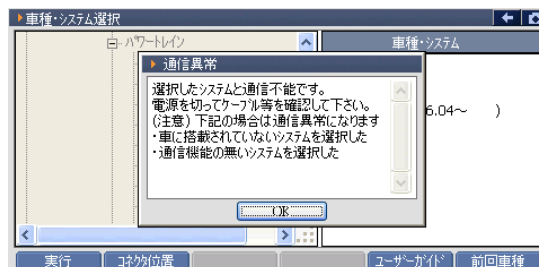 車種・システム選択
パワートレイン
車種・システム
通信異常
選択したシステムと通信不能です。
電源を切ってケーブル等を確認して下さい。
(注意)下記の場合は通信異常になります
・車に搭載されていないシステムを選択した
・通信機能の無いシステムを選択した
6.04～ )
OK
実行
コネクタ位置
ユーザーガイド
前回車種